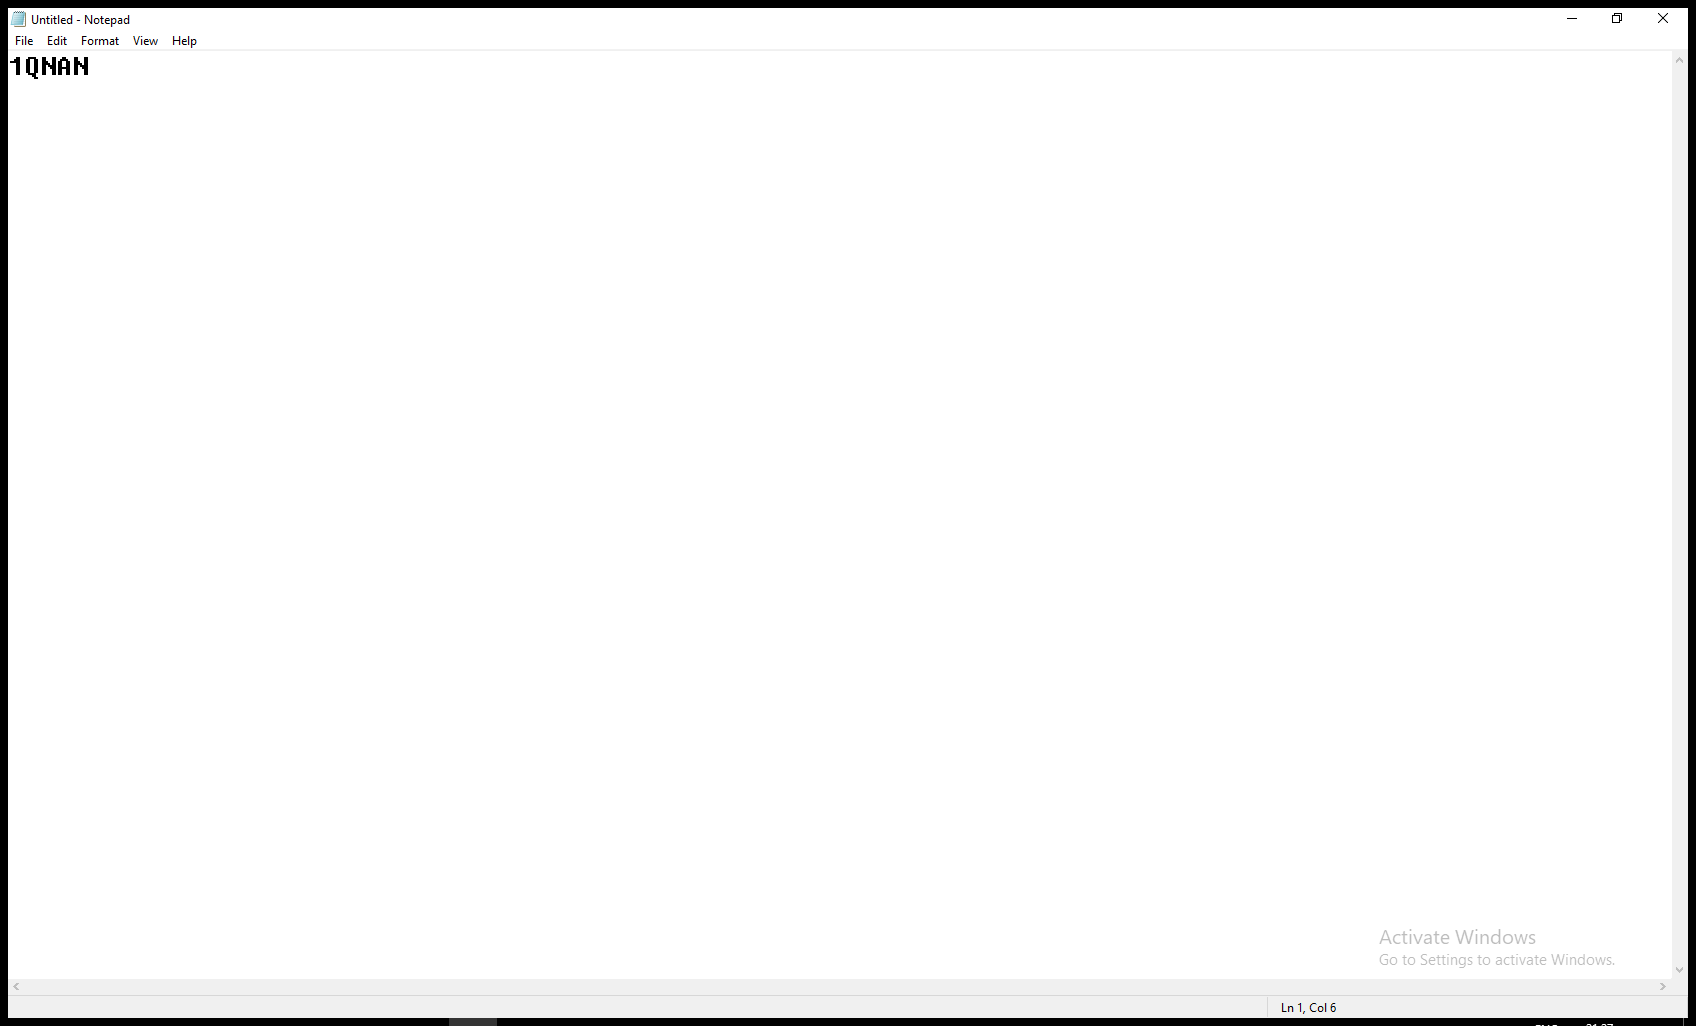 Untitled - Notepad
File Edit Format View Help
1QNAN
Activate Windows
Go to Settings to activate Windows.
Ln 1, Col 6